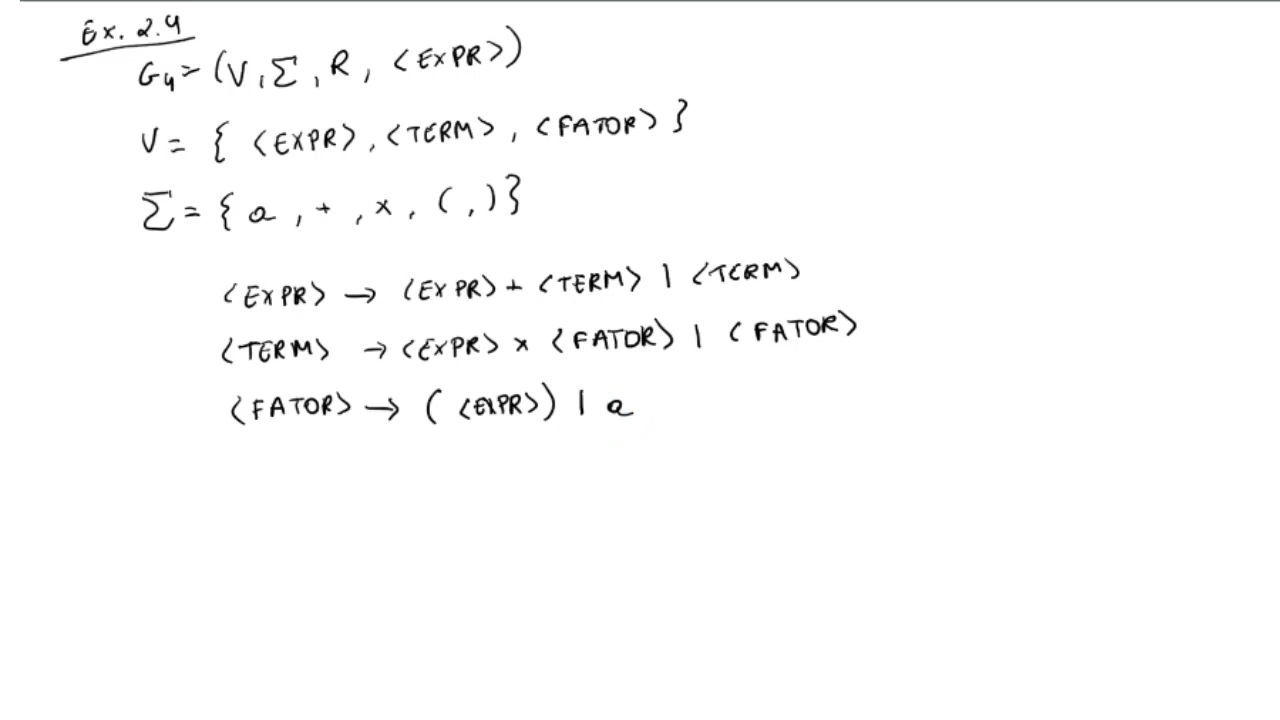 Ex. 2.4
G₄ = (V, Σ, R, ⟨EXPR⟩)
V = { ⟨EXPR⟩, ⟨TERM⟩, ⟨FATOR⟩ }
Σ = { a, +, x, (, ) }
⟨EXPR⟩ → ⟨EXPR⟩ + ⟨TERM⟩ | ⟨TERM⟩
⟨TERM⟩ → ⟨EXPR⟩ x ⟨FATOR⟩ | ⟨FATOR⟩
⟨FATOR⟩ → ( ⟨EXPR⟩ ) | a